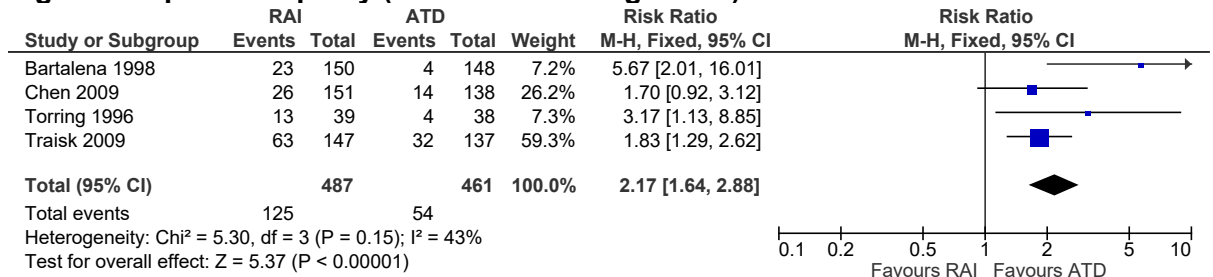 RAI ATD Risk Ratio Risk Ratio
Study or Subgroup Events Total Events Total Weight M-H, Fixed, 95% CI M-H, Fixed, 95% CI
Bartalena 1998 23 150 4 148 7.2% 5.67 [2.01, 16.01]
Chen 2009 26 151 14 138 26.2% 1.70 [0.92, 3.12]
Torring 1996 13 39 4 38 7.3% 3.17 [1.13, 8.85]
Traisk 2009 63 147 32 137 59.3% 1.83 [1.29, 2.62]
Total (95% CI) 487 461 100.0% 2.17 [1.64, 2.88]
Total events 125 54
Heterogeneity: Chi² = 5.30, df = 3 (P = 0.15); I² = 43%
Test for overall effect: Z = 5.37 (P < 0.00001)
0.1 0.2 0.5 1 2 5 10
Favours RAI Favours ATD